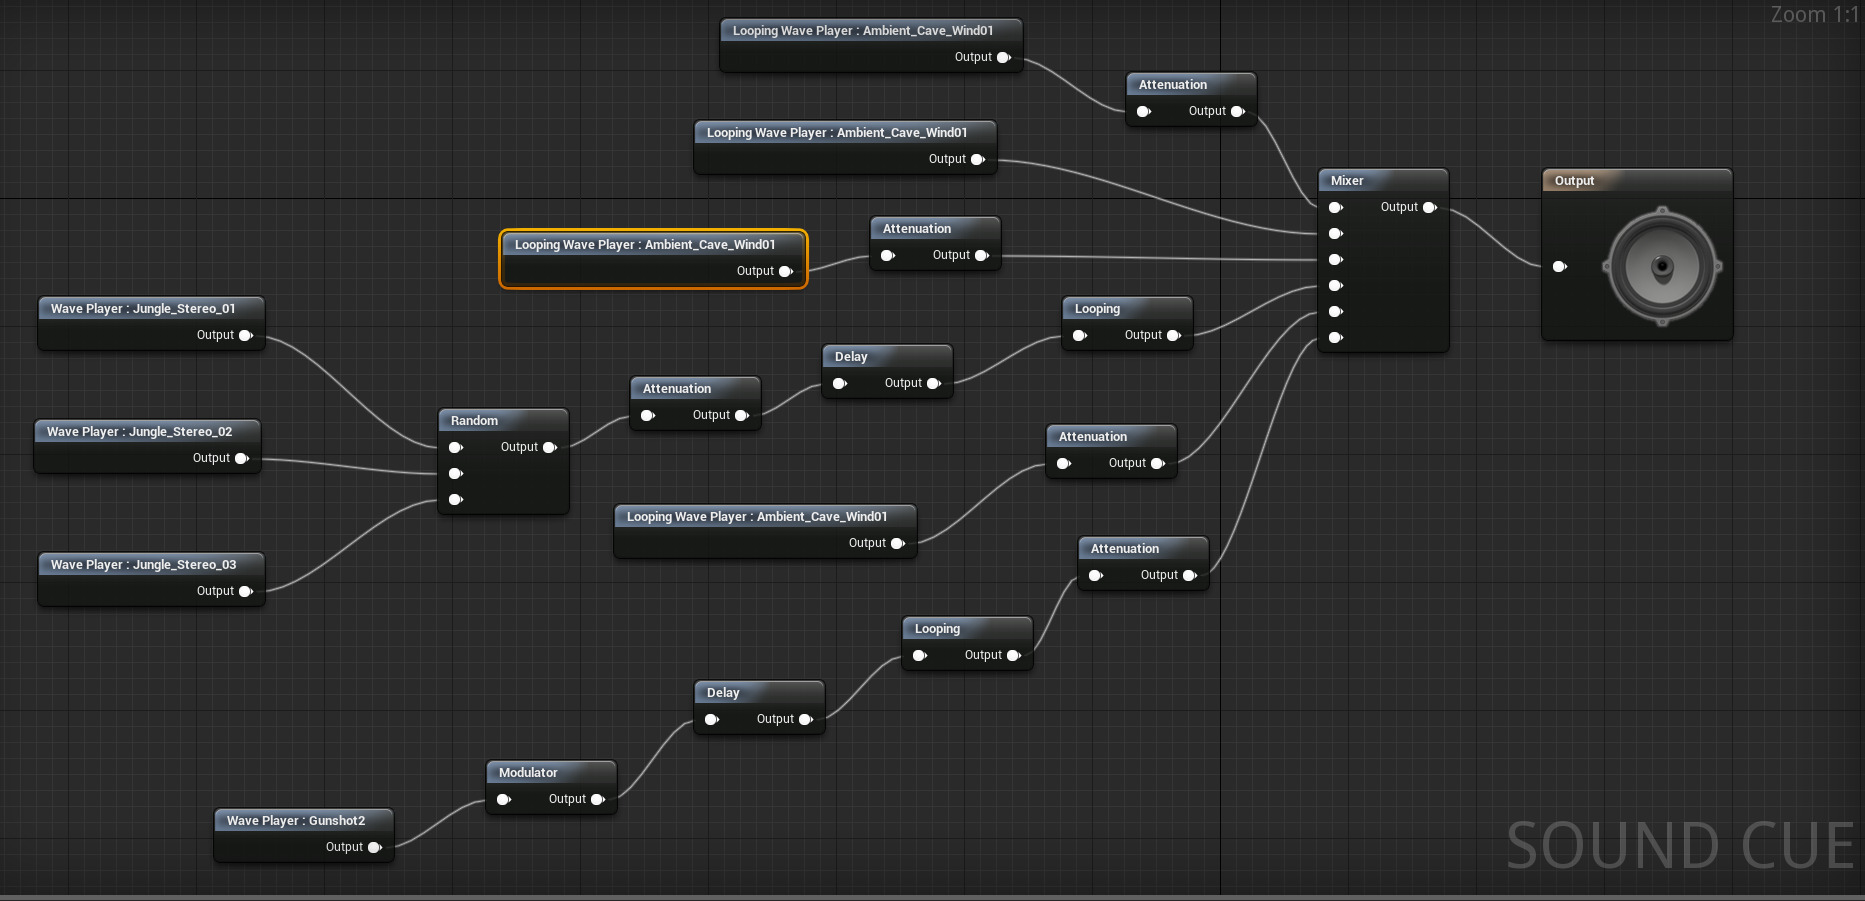 Zoom 1:1
Looping Wave Player : Ambient_Cave_Wind01
Output
Attenuation
Output
Looping Wave Player : Ambient_Cave_Wind01
Output
Mixer
Output
Output
Attenuation
Output
Looping Wave Player : Ambient_Cave_Wind01
Output
Wave Player : Jungle_Stereo_01
Output
Looping
Output
Delay
Output
Attenuation
Output
Random
Output
Wave Player : Jungle_Stereo_02
Output
Attenuation
Output
Looping Wave Player : Ambient_Cave_Wind01
Output
Attenuation
Output
Wave Player : Jungle_Stereo_03
Output
Looping
Output
Delay
Output
Modulator
Output
Wave Player : Gunshot2
Output
SOUND CUE